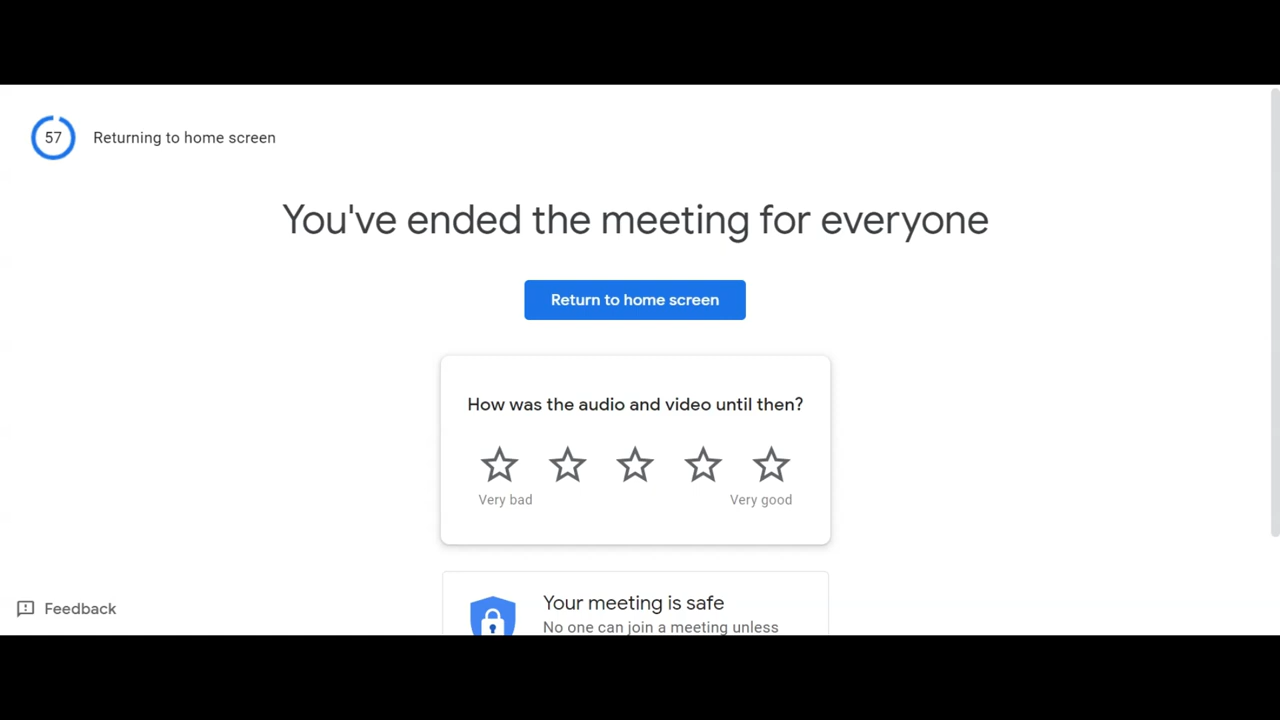 57
Returning to home screen
You've ended the meeting for everyone
Return to home screen
How was the audio and video until then?
Very bad
Very good
Your meeting is safe
No one can join a meeting unless
Feedback